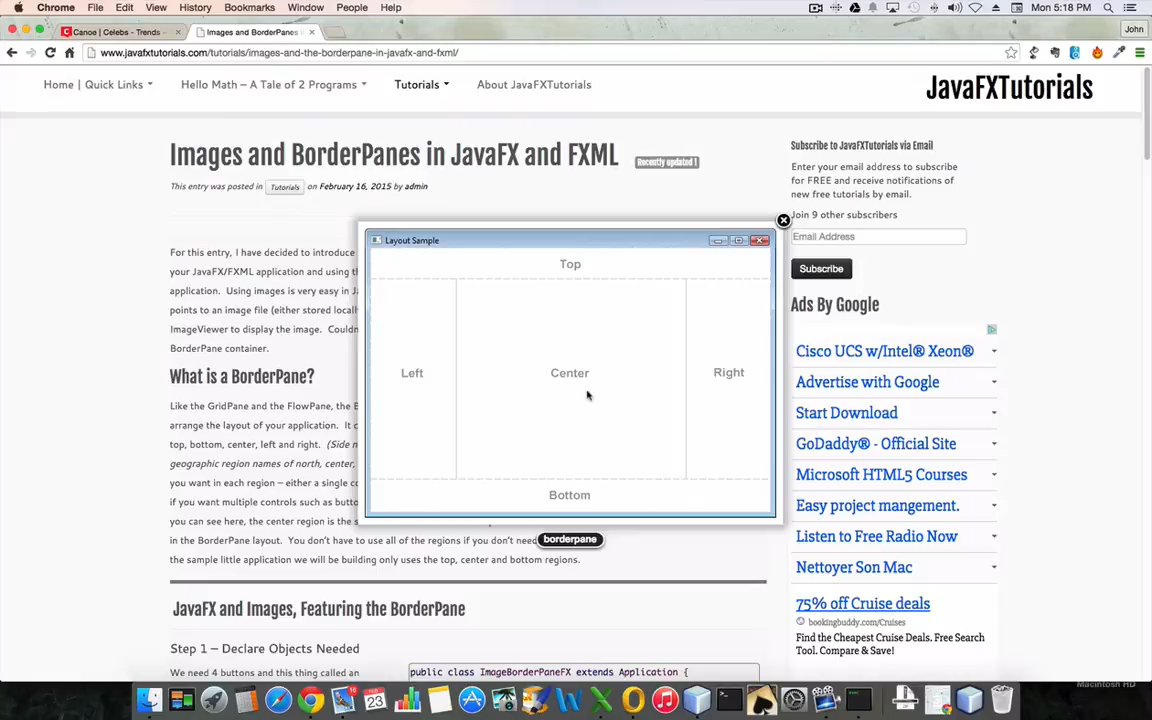 Chrome File Edit View History Bookmarks Window People Help Mon 5:18 PM
Canoe | Celebs - Trends - Images and BorderPanes in John
www.javafxtutorials.com/tutorials/images-and-the-borderpane-in-javafx-and-fxml/
Home | Quick Links Hello Math – A Tale of 2 Programs Tutorials About JavaFXTutorials JavaFXTutorials
Images and BorderPanes in JavaFX and FXML Recently updated !
This entry was posted in Tutorials on February 16, 2015 by admin
For this entry, I have decided to introduce
your JavaFX/FXML application and using th
application. Using images is very easy in J
points to an image file (either stored locall
ImageViewer to display the image. Couldn
BorderPane container.
What is a BorderPane?
Like the GridPane and the FlowPane, the E
arrange the layout of your application. It c
top, bottom, center, left and right. (Side n
geographic region names of north, center,
you want in each region – either a single co
if you want multiple controls such as butto
you can see here, the center region is the s
in the BorderPane layout. You don't have to use all of the regions if you don't need
the sample little application we will be building only uses the top, center and bottom regions.
Layout Sample
Top
Left Center Right
Bottom
borderpane
JavaFX and Images, Featuring the BorderPane
Step 1 – Declare Objects Needed
We need 4 buttons and this thing called an
public class ImageBorderPaneFX extends Application {
Subscribe to JavaFXTutorials via Email
Enter your email address to subscribe
for FREE and receive notifications of
new free tutorials by email.
Join 9 other subscribers
Email Address
Subscribe
Ads By Google
Cisco UCS w/Intel® Xeon®
Advertise with Google
Start Download
GoDaddy® - Official Site
Microsoft HTML5 Courses
Easy project mangement.
Listen to Free Radio Now
Nettoyer Son Mac
75% off Cruise deals
bookingbuddy.com/Cruises
Find the Cheapest Cruise Deals. Free Search
Tool. Compare & Save!
Macintosh HD
FEB
23